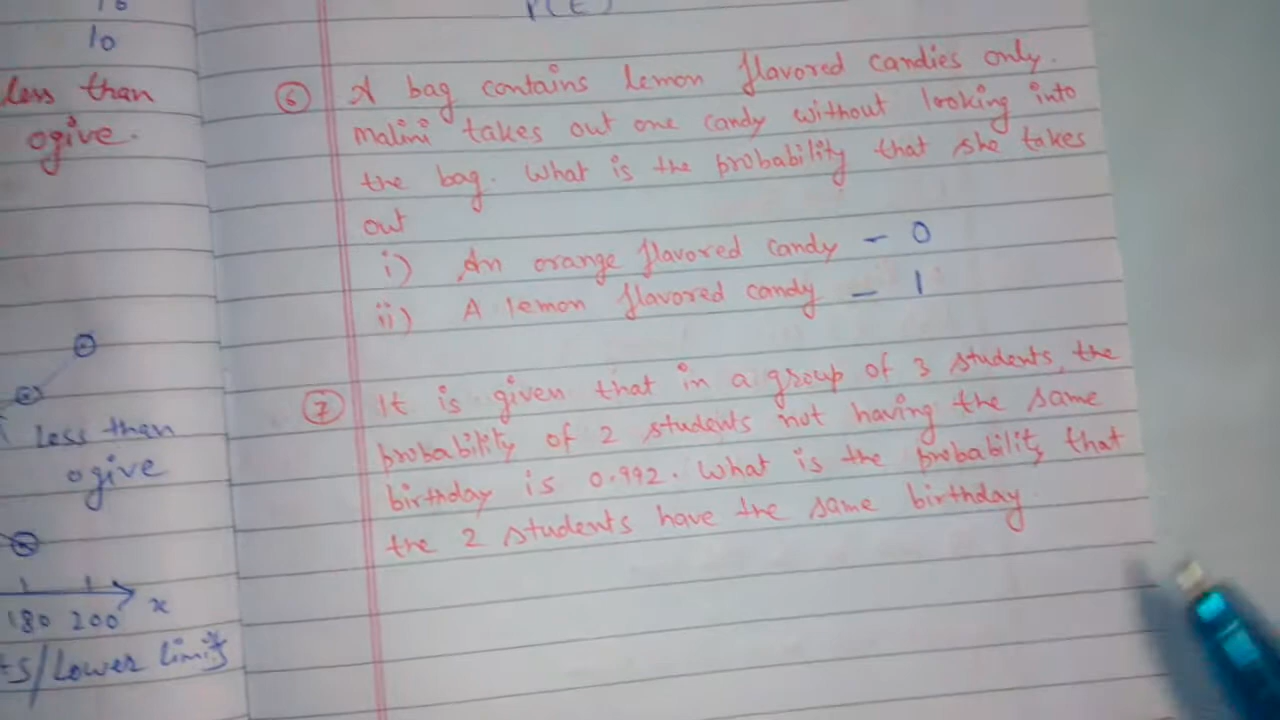 10
less than
ogive.
less than
ogive
180 200 x
/Lower limits
P(E)
6 A bag contains lemon flavored candies only.
malini takes out one candy without looking into
the bag. What is the probability that she takes
out
i) An orange flavored candy - 0
ii) A lemon flavored candy - 1
7 It is given that in a group of 3 students, the
probability of 2 students not having the same
birthday is 0.992. What is the probability that
the 2 students have the same birthday